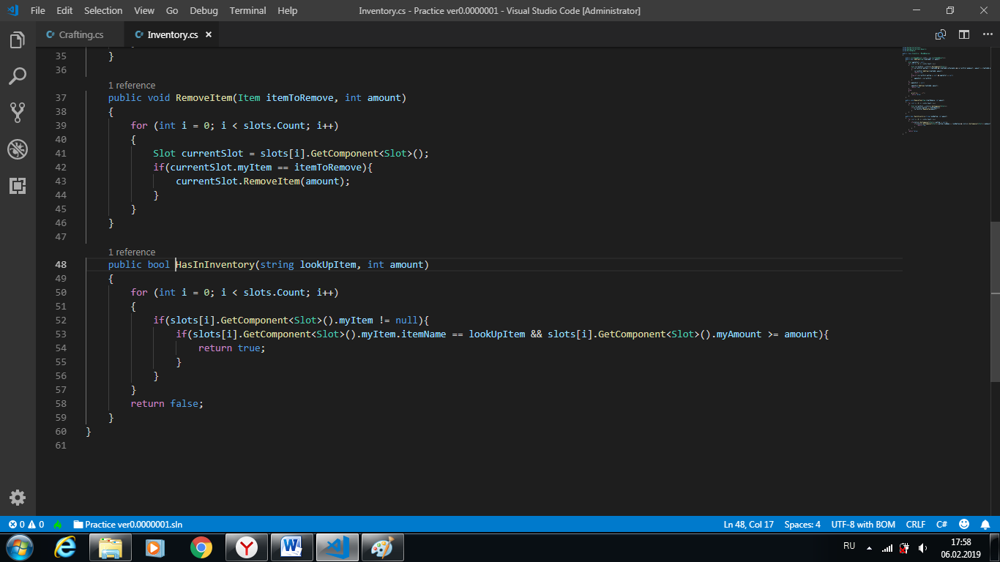 File Edit Selection View Go Debug Terminal Help Inventory.cs - Practice ver0.0000001 - Visual Studio Code [Administrator]
Crafting.cs Inventory.cs
35 }
36
1 reference
37 public void RemoveItem(Item itemToRemove, int amount)
38 {
39 for (int i = 0; i < slots.Count; i++)
40 {
41 Slot currentSlot = slots[i].GetComponent<Slot>();
42 if(currentSlot.myItem == itemToRemove){
43 currentSlot.RemoveItem(amount);
44 }
45 }
46 }
47
1 reference
48 public bool HasInInventory(string lookUpItem, int amount)
49 {
50 for (int i = 0; i < slots.Count; i++)
51 {
52 if(slots[i].GetComponent<Slot>().myItem != null){
53 if(slots[i].GetComponent<Slot>().myItem.itemName == lookUpItem && slots[i].GetComponent<Slot>().myAmount >= amount){
54 return true;
55 }
56 }
57 }
58 return false;
59 }
60 }
61
0 0 Practice ver0.0000001.sln Ln 48, Col 17 Spaces: 4 UTF-8 with BOM CRLF C#
RU 17:58
06.02.2019